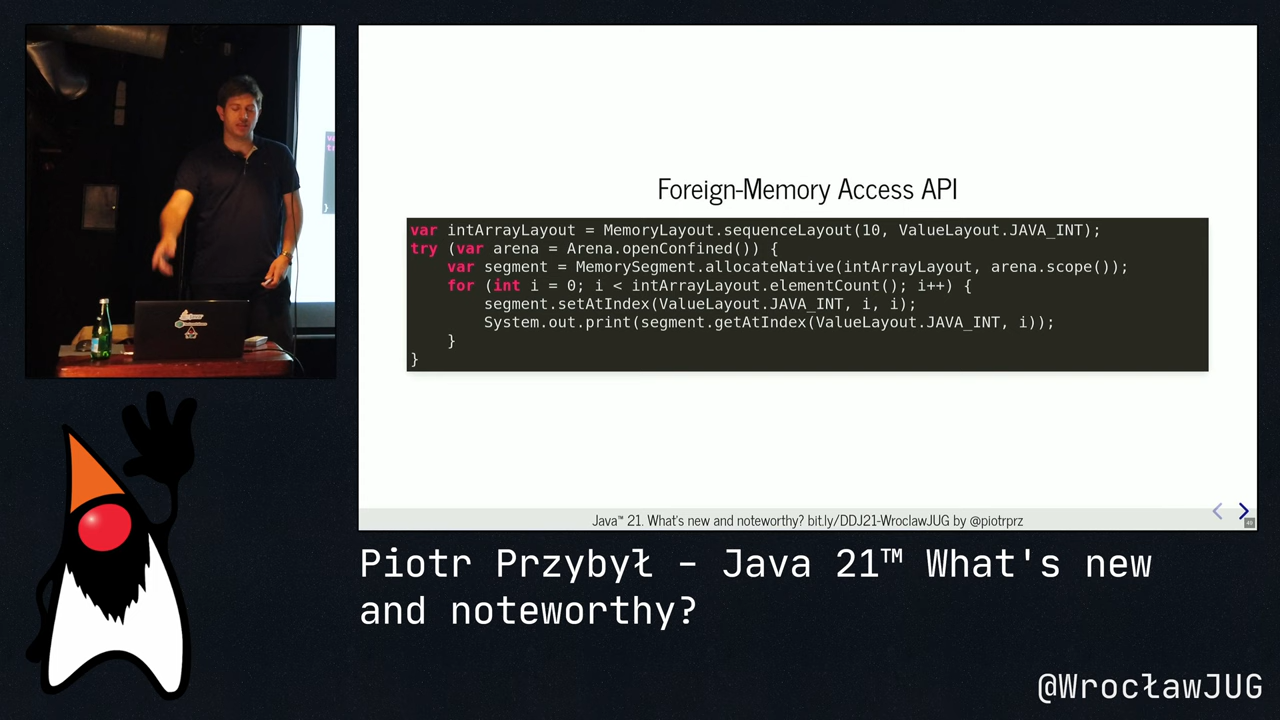 Foreign-Memory Access API
var intArrayLayout = MemoryLayout.sequenceLayout(10, ValueLayout.JAVA_INT);
try (var arena = Arena.openConfined()) {
    var segment = MemorySegment.allocateNative(intArrayLayout, arena.scope());
    for (int i = 0; i < intArrayLayout.elementCount(); i++) {
        segment.setAtIndex(ValueLayout.JAVA_INT, i, i);
        System.out.print(segment.getAtIndex(ValueLayout.JAVA_INT, i));
    }
}
Java™ 21. What's new and noteworthy? bit.ly/DDJ21-WroclawJUG by @piotrprz
Piotr Przybył – Java 21™ What's new
and noteworthy?
@WrocławJUG